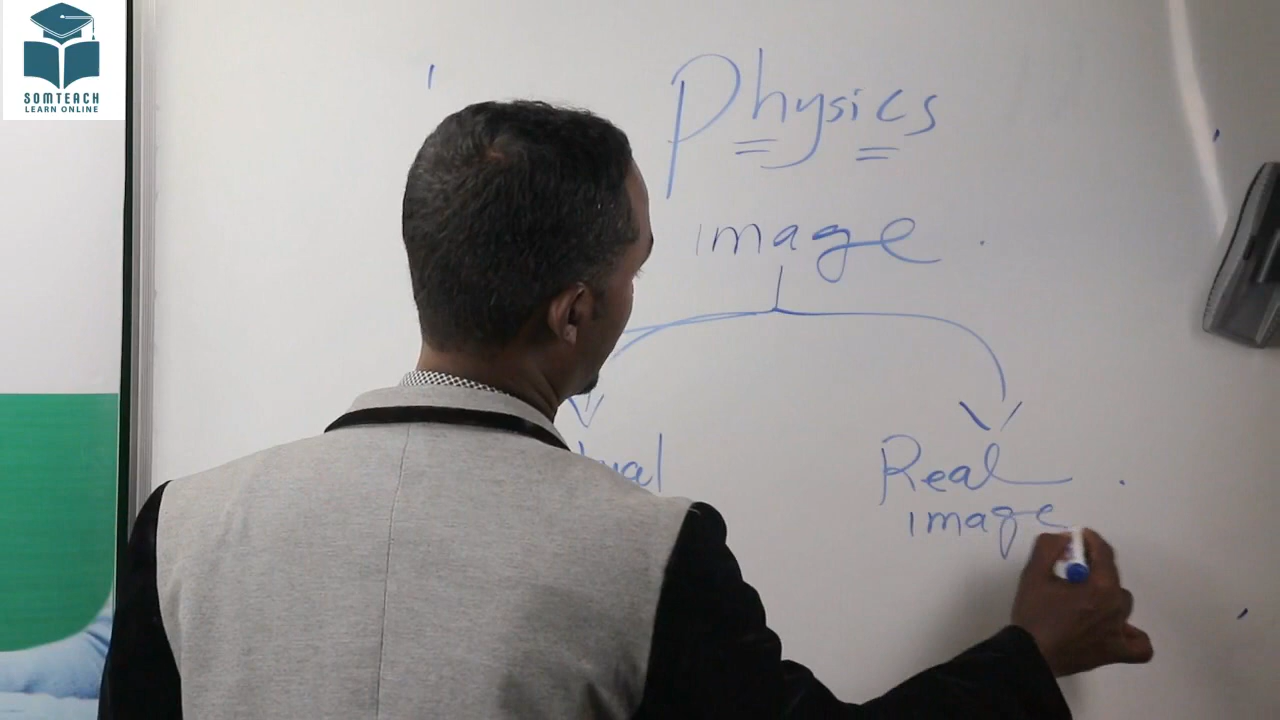 SOMTEACH
LEARN ONLINE
Physics
image
Real
image